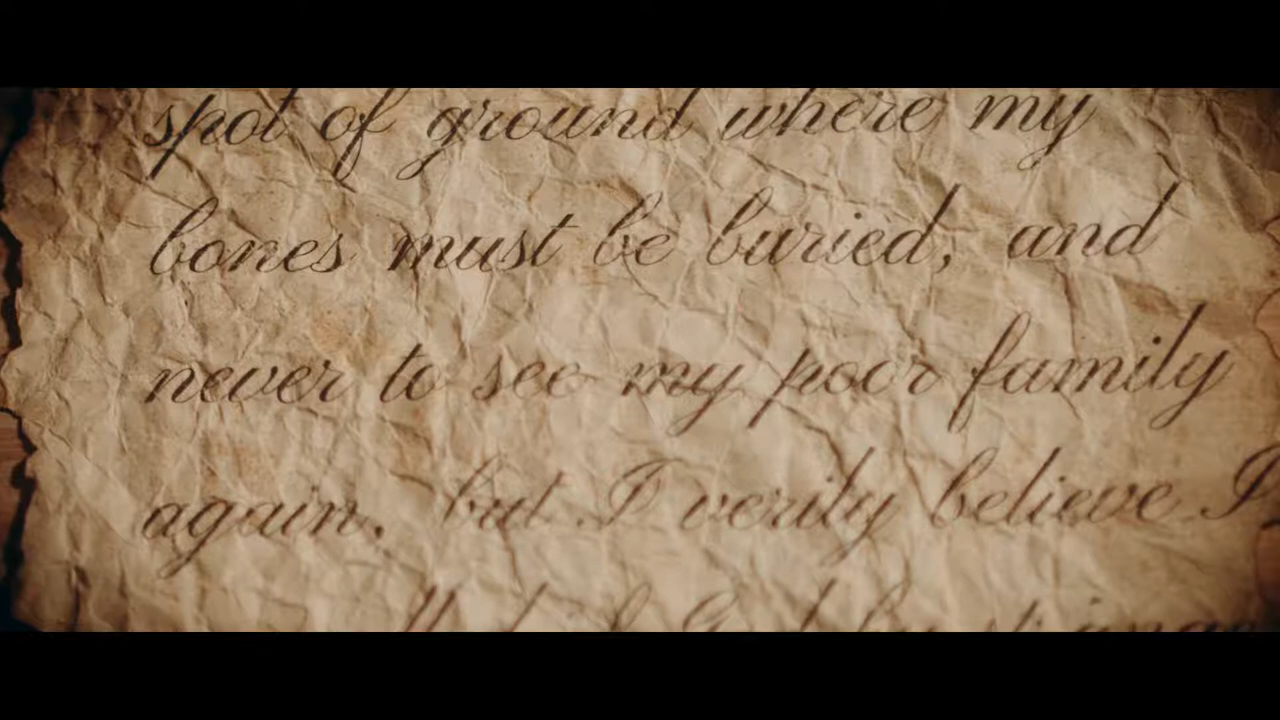 spot of ground where my
bones must be buried, and
never to see my poor family
again. but I verily believe I